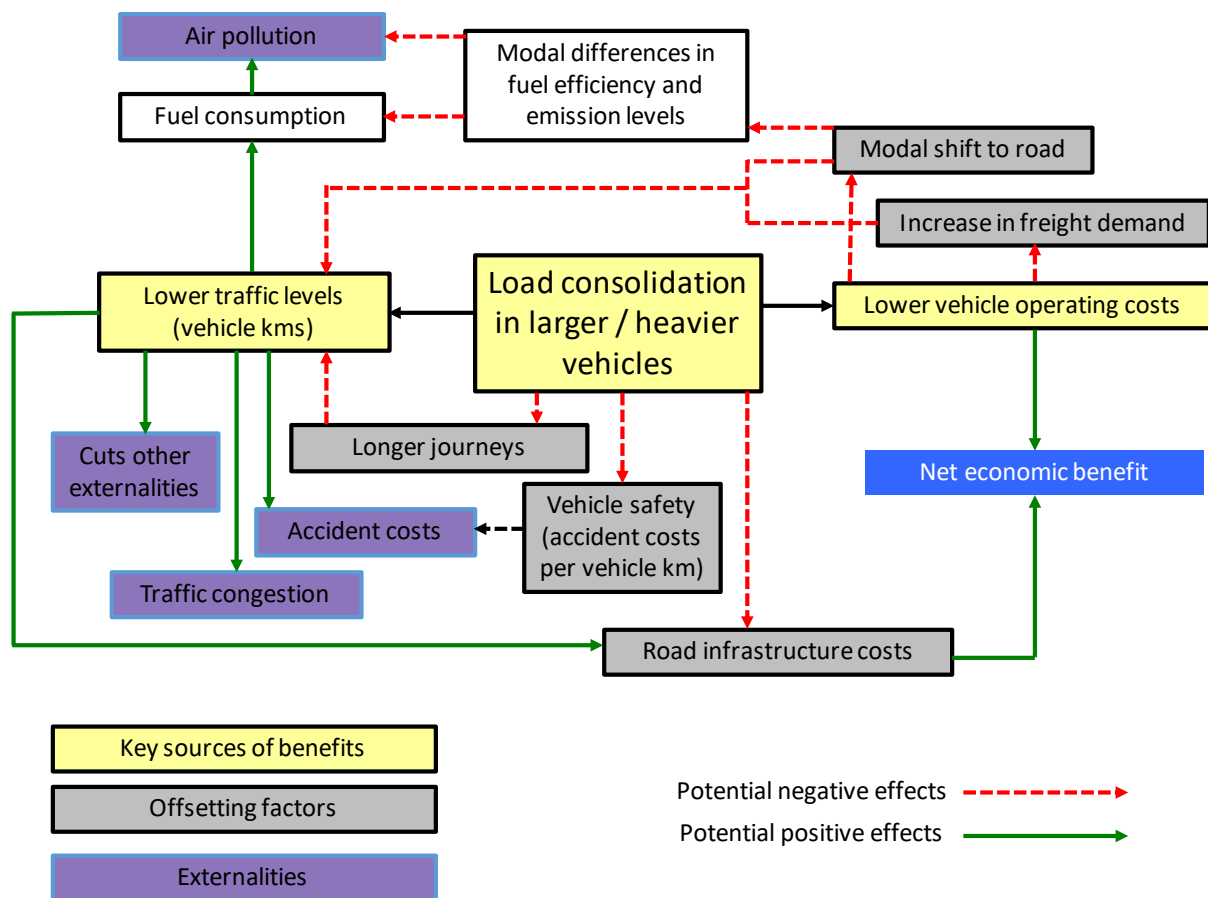 Air pollution
Modal differences in
fuel efficiency and
emission levels
Fuel consumption
Modal shift to road
Increase in freight demand
Lower traffic levels
(vehicle kms)
Load consolidation
in larger / heavier
vehicles
Lower vehicle operating costs
Longer journeys
Cuts other
externalities
Net economic benefit
Accident costs
Vehicle safety
(accident costs
per vehicle km)
Traffic congestion
Road infrastructure costs
Key sources of benefits
Offsetting factors
Externalities
Potential negative effects
Potential positive effects